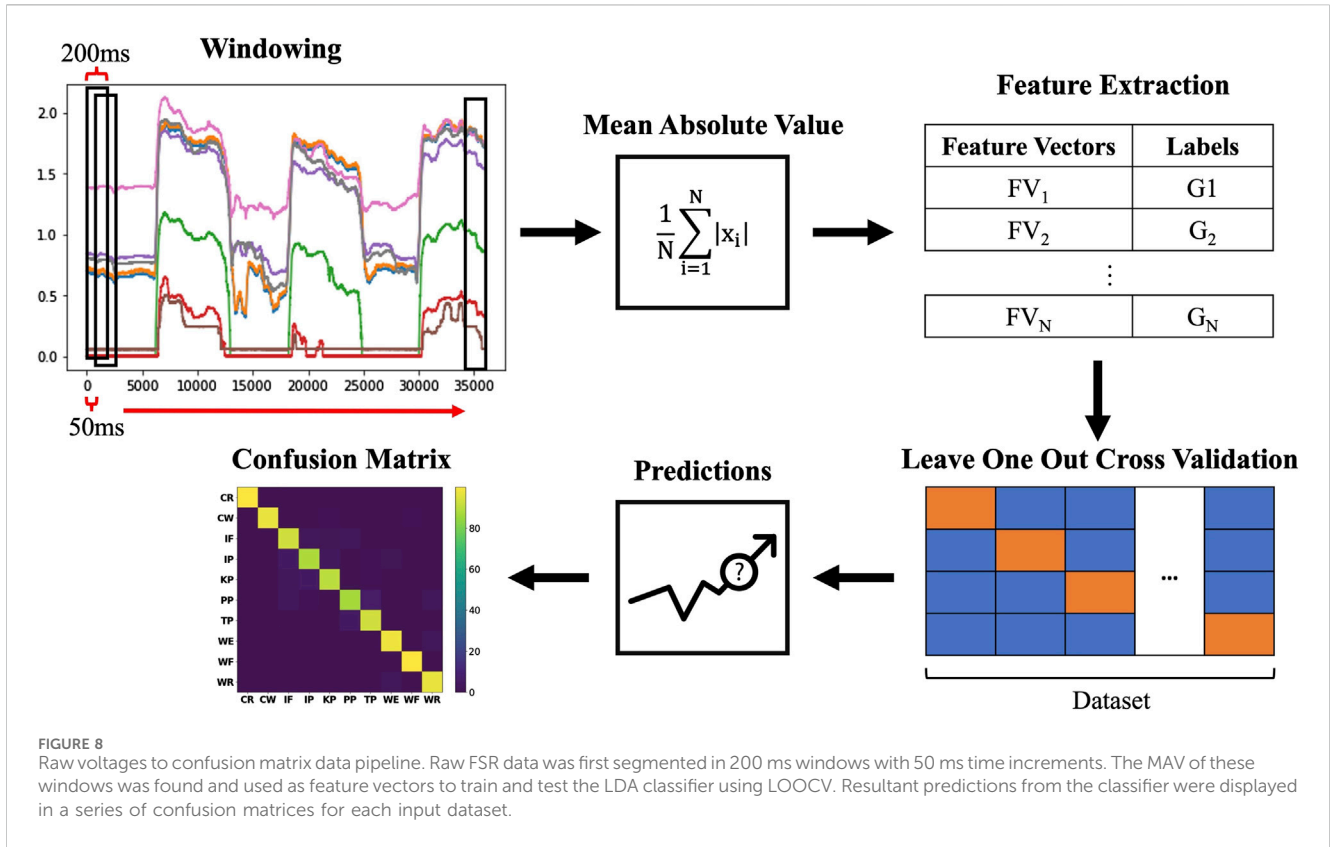 Windowing
200ms
2.0
1.5
1.0
0.5
0.0
0 5000 10000 15000 20000 25000 30000 35000
50ms
Mean Absolute Value
1/N ∑ᵢ₌₁ᴺ |xᵢ|
Feature Extraction
Feature Vectors Labels
FV₁ G1
FV₂ G₂
⋮
FV_N G_N
Leave One Out Cross Validation
...
Dataset
Predictions
?
Confusion Matrix
CR
CW
IF
IP
KP
PP
TP
WE
WF
WR
CR CW IF IP KP PP TP WE WF WR
80
60
40
20
0
FIGURE 8
Raw voltages to confusion matrix data pipeline. Raw FSR data was first segmented in 200 ms windows with 50 ms time increments. The MAV of these
windows was found and used as feature vectors to train and test the LDA classifier using LOOCV. Resultant predictions from the classifier were displayed
in a series of confusion matrices for each input dataset.